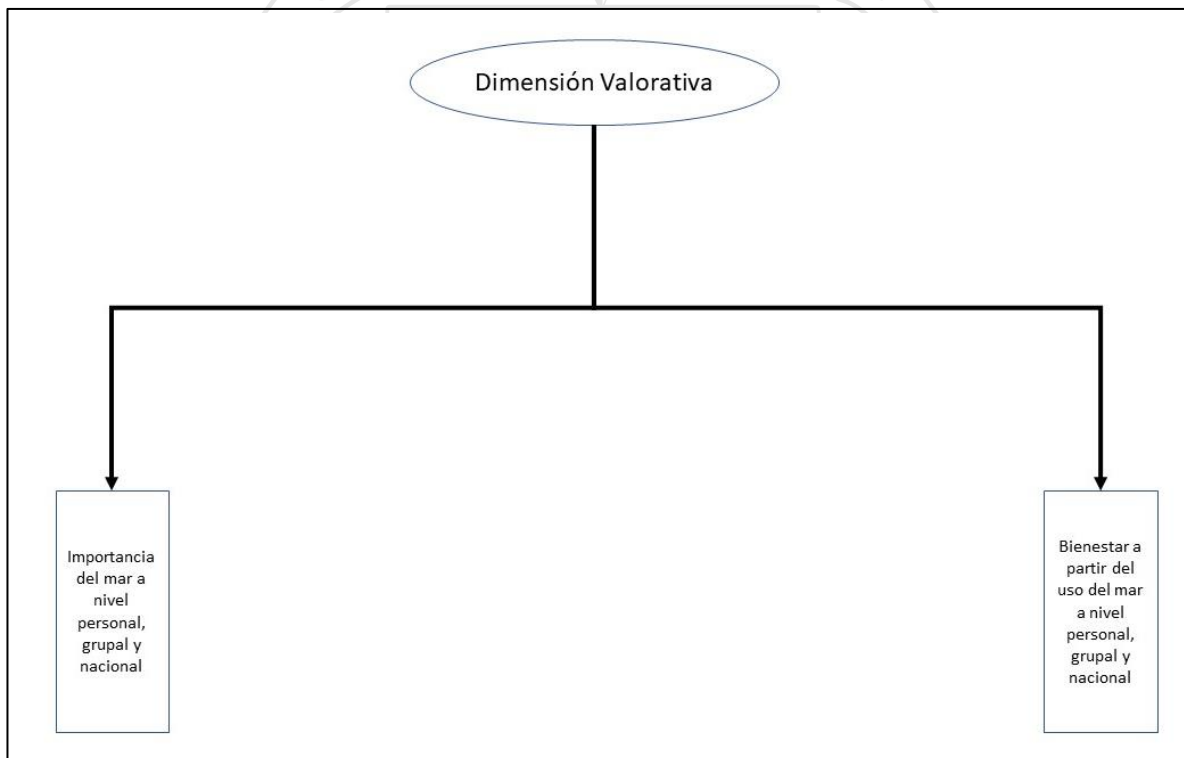 Dimensión Valorativa
Importancia
del mar a
nivel
personal,
grupal y
nacional
Bienestar a
partir del
uso del mar
a nivel
personal,
grupal y
nacional